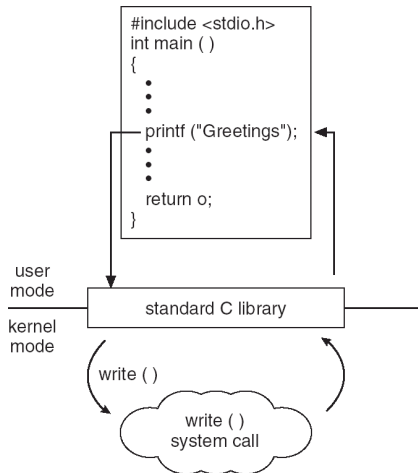 #include <stdio.h>
int main ( )
{
•
•
•
printf ("Greetings");
•
•
•
return o;
}
user
mode
standard C library
kernel
mode
write ( )
write ( )
system call